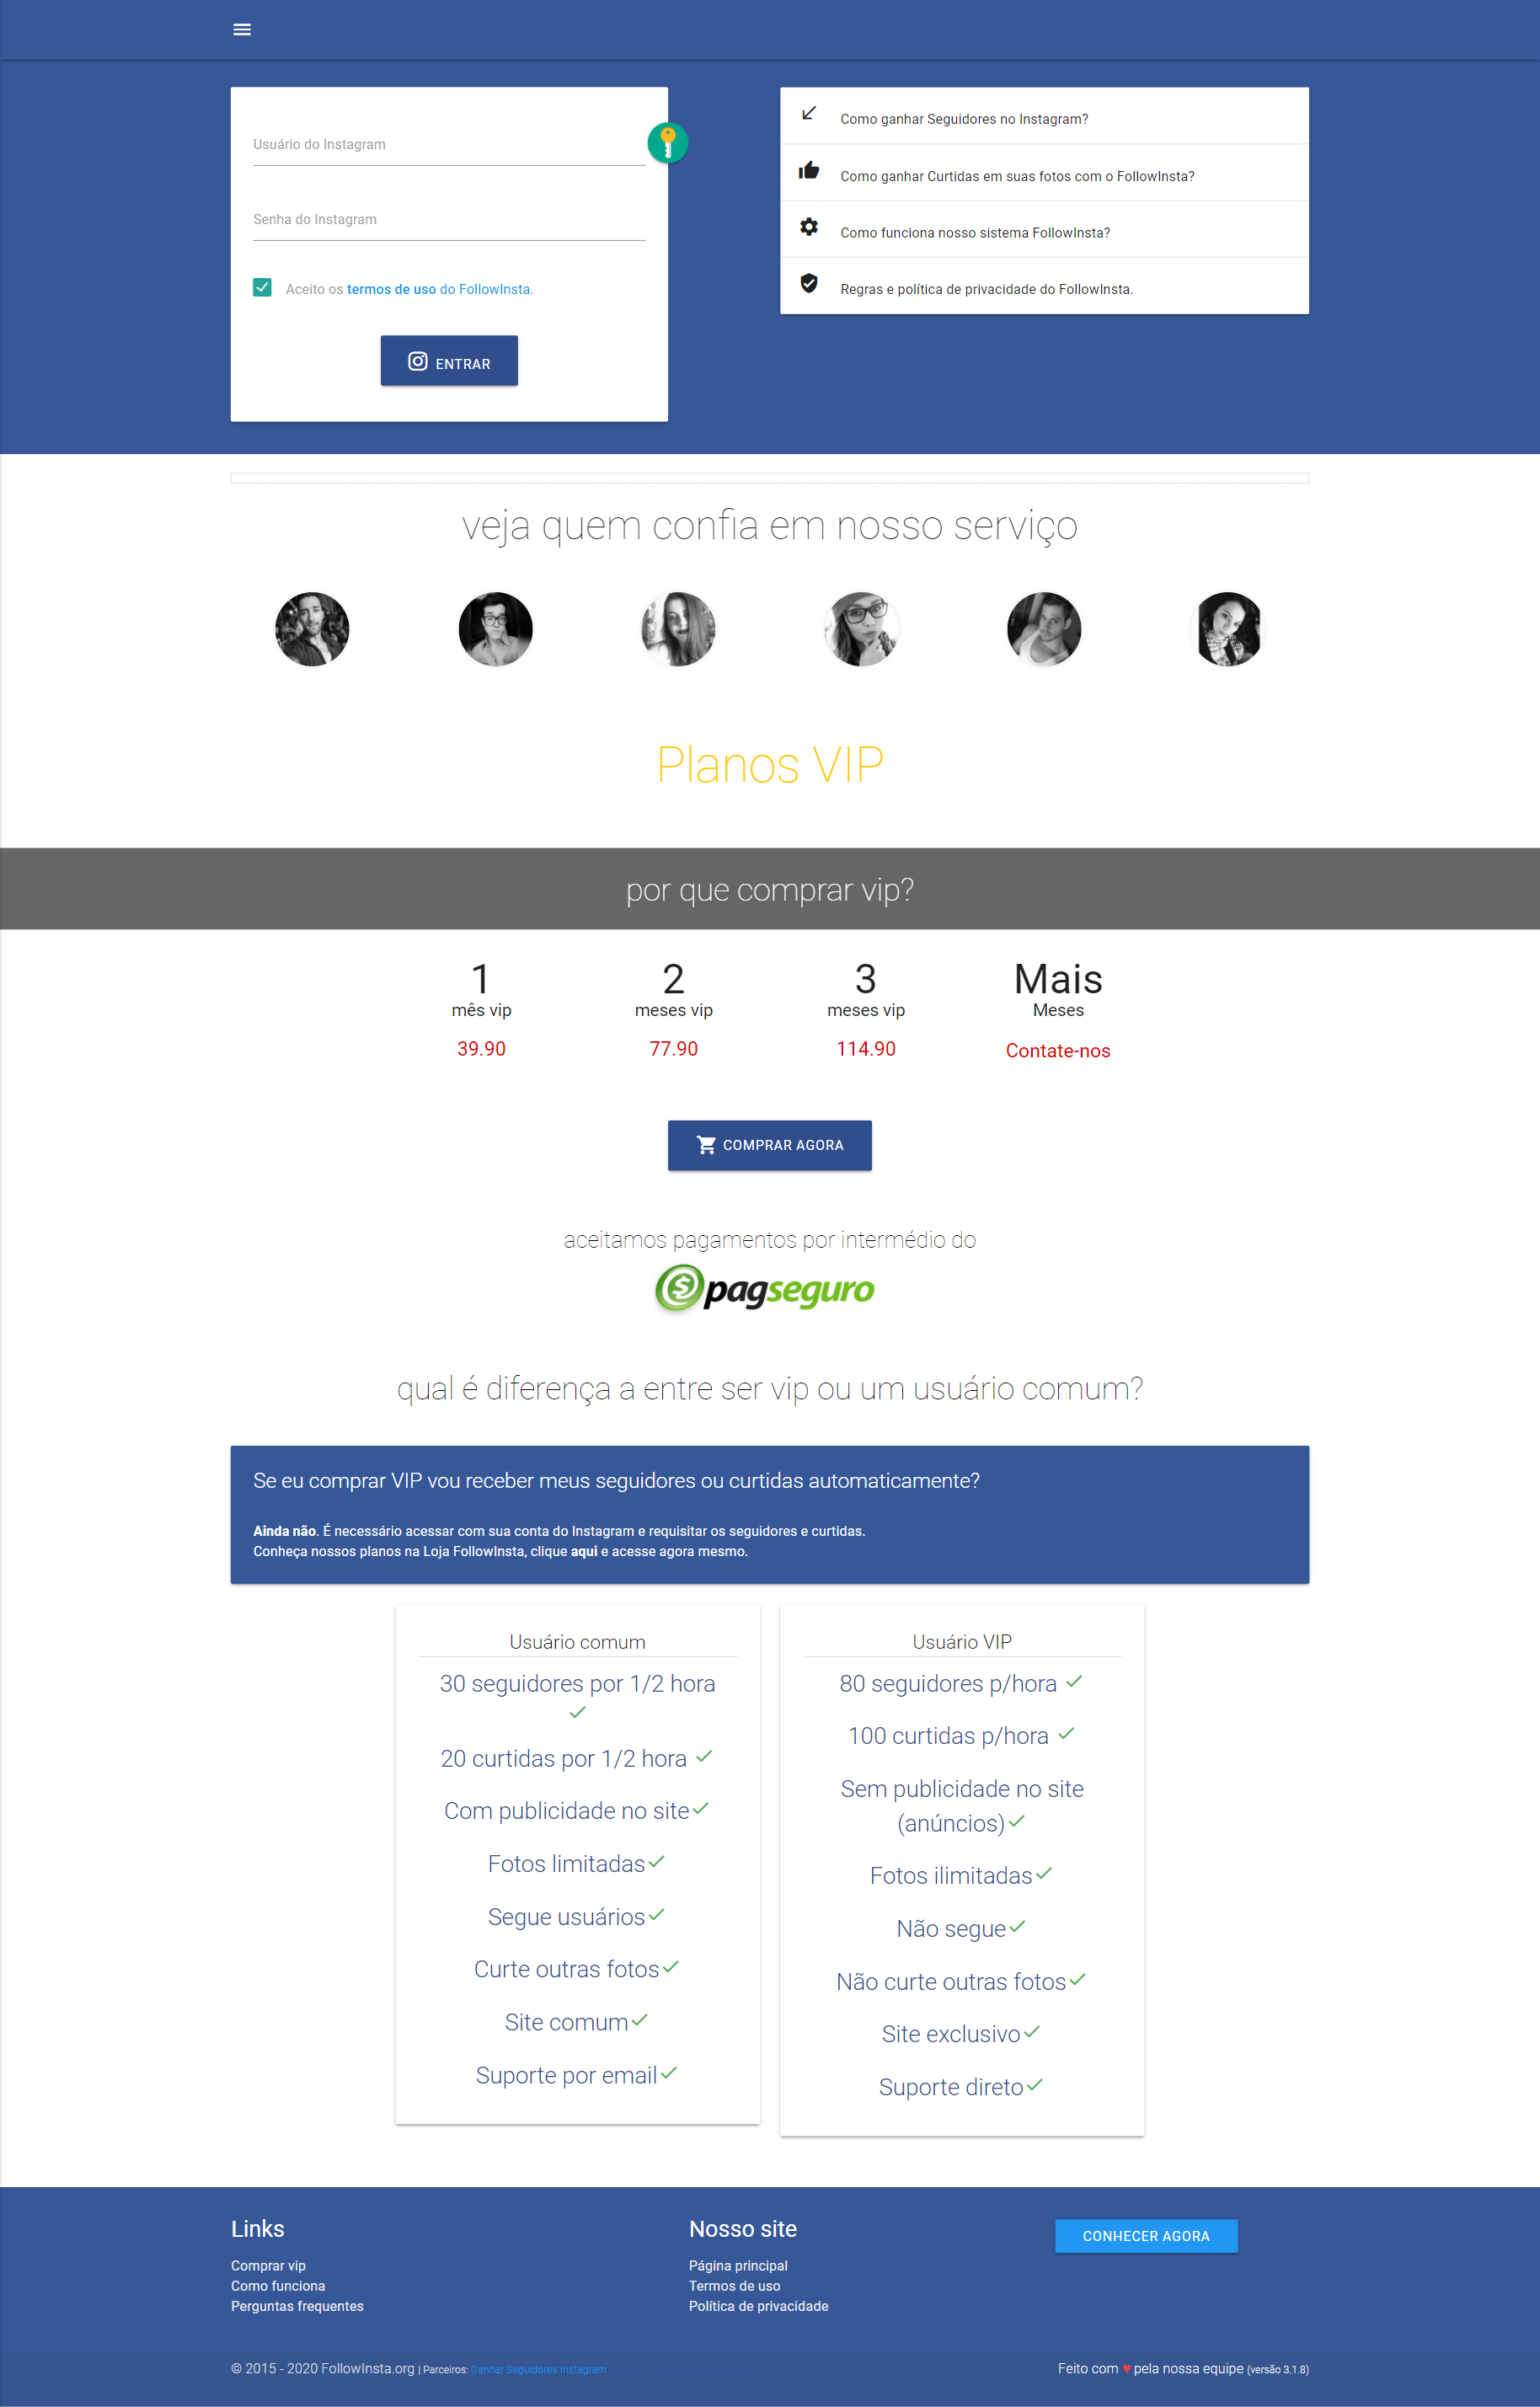 Usuário do Instagram
Senha do Instagram
Aceito os termos de uso do FollowInsta.
ENTRAR
Como ganhar Seguidores no Instagram?
Como ganhar Curtidas em suas fotos com o FollowInsta?
Como funciona nosso sistema FollowInsta?
Regras e política de privacidade do FollowInsta.
veja quem confia em nosso serviço
Planos VIP
por que comprar vip?
1
mês vip
39.90
2
meses vip
77.90
3
meses vip
114.90
Mais
Meses
Contate-nos
COMPRAR AGORA
aceitamos pagamentos por intermédio do
pagseguro
qual é diferença a entre ser vip ou um usuário comum?
Se eu comprar VIP vou receber meus seguidores ou curtidas automaticamente?
Ainda não. É necessário acessar com sua conta do Instagram e requisitar os seguidores e curtidas.
Conheça nossos planos na Loja FollowInsta, clique aqui e acesse agora mesmo.
Usuário comum
30 seguidores por 1/2 hora
20 curtidas por 1/2 hora
Com publicidade no site
Fotos limitadas
Segue usuários
Curte outras fotos
Site comum
Suporte por email
Usuário VIP
80 seguidores p/hora
100 curtidas p/hora
Sem publicidade no site
(anúncios)
Fotos ilimitadas
Não segue
Não curte outras fotos
Site exclusivo
Suporte direto
Links
Comprar vip
Como funciona
Perguntas frequentes
Nosso site
Página principal
Termos de uso
Política de privacidade
CONHECER AGORA
© 2015 - 2020 FollowInsta.org | Parceiros: Ganhar Seguidores Instagram
Feito com ♥ pela nossa equipe (versão 3.1.8)